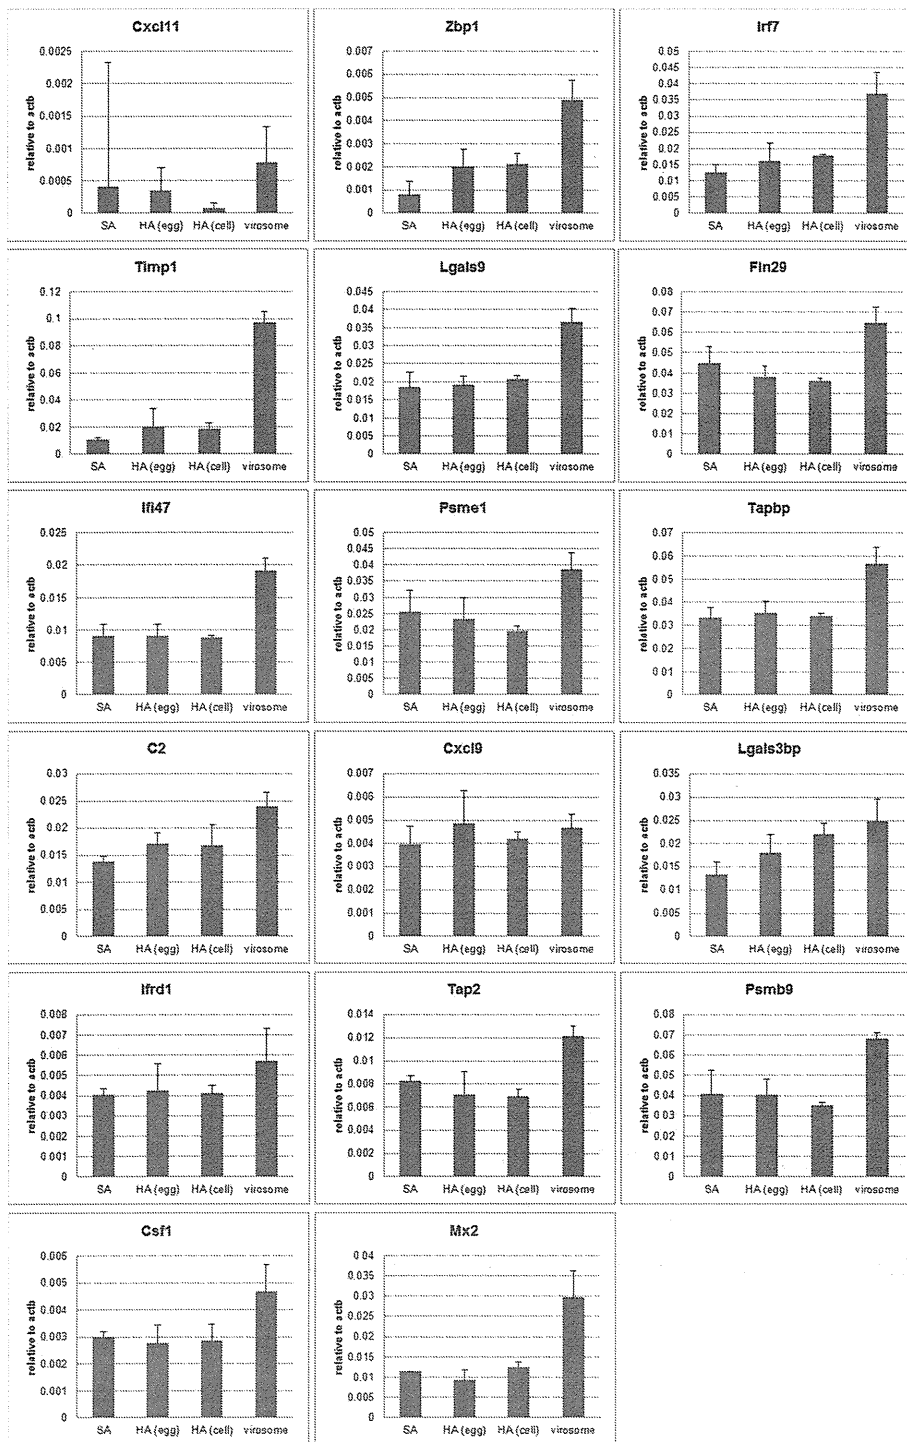 Cxcl11
relative to actb
0.0025
0.002
0.0015
0.001
0.0005
0
SA HA (egg) HA (cell) virosome
Zbp1
relative to actb
0.007
0.006
0.005
0.004
0.003
0.002
0.001
0
SA HA (egg) HA (cell) virosome
Irf7
relative to actb
0.05
0.045
0.04
0.035
0.03
0.025
0.02
0.015
0.01
0.005
0
SA HA (egg) HA (cell) virosome
Timp1
relative to actb
0.12
0.1
0.08
0.06
0.04
0.02
0
SA HA (egg) HA (cell) virosome
Lgals9
relative to actb
0.045
0.04
0.035
0.03
0.025
0.02
0.015
0.01
0.005
0
SA HA (egg) HA (cell) virosome
Fln29
relative to actb
0.08
0.07
0.06
0.05
0.04
0.03
0.02
0.01
0
SA HA (egg) HA (cell) virosome
Ifi47
relative to actb
0.025
0.02
0.015
0.01
0.005
0
SA HA (egg) HA (cell) virosome
Psme1
relative to actb
0.05
0.045
0.04
0.035
0.03
0.025
0.02
0.015
0.01
0.005
0
SA HA (egg) HA (cell) virosome
Tapbp
relative to actb
0.07
0.06
0.05
0.04
0.03
0.02
0.01
0
SA HA (egg) HA (cell) virosome
C2
relative to actb
0.03
0.025
0.02
0.015
0.01
0.005
0
SA HA (egg) HA (cell) virosome
Cxcl9
relative to actb
0.007
0.006
0.005
0.004
0.003
0.002
0.001
0
SA HA (egg) HA (cell) virosome
Lgals3bp
relative to actb
0.035
0.03
0.025
0.02
0.015
0.01
0.005
0
SA HA (egg) HA (cell) virosome
Ifrd1
relative to actb
0.008
0.007
0.006
0.005
0.004
0.003
0.002
0.001
0
SA HA (egg) HA (cell) virosome
Tap2
relative to actb
0.014
0.012
0.01
0.008
0.006
0.004
0.002
0
SA HA (egg) HA (cell) virosome
Psmb9
relative to actb
0.08
0.07
0.06
0.05
0.04
0.03
0.02
0.01
0
SA HA (egg) HA (cell) virosome
Csf1
relative to actb
0.005
0.005
0.004
0.003
0.002
0.001
0
SA HA (egg) HA (cell) virosome
Mx2
relative to actb
0.04
0.035
0.03
0.025
0.02
0.015
0.01
0.005
0
SA HA (egg) HA (cell) virosome